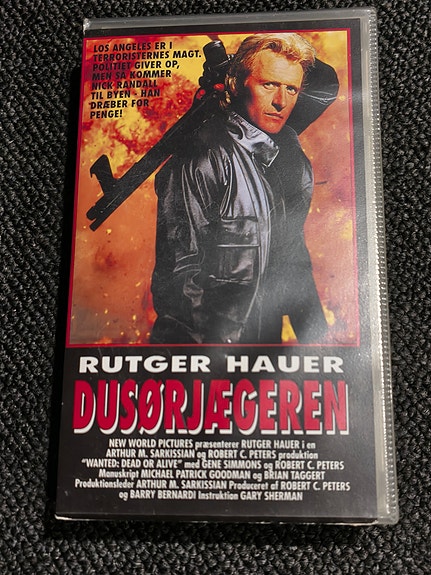 LOS ANGELES ER I
TERRORISTERNES MAGT.
POLITIET GIVER OP,
MEN SÅ KOMMER
NICK RANDALL
TIL BYEN - HAN
DRÆBER FOR
PENGE!
RUTGER HAUER
DUSØRJÆGEREN
NEW WORLD PICTURES præsenterer RUTGER HAUER i en
ARTHUR M. SARKISSIAN og ROBERT C. PETERS produktion
"WANTED: DEAD OR ALIVE" med GENE SIMMONS og ROBERT C. PETERS
Manuskript MICHAEL PATRICK GOODMAN og BRIAN TAGGERT
Produktionsleder ARTHUR M. SARKISSIAN Produceret af ROBERT C. PETERS
og BARRY BERNARDI Instruktion GARY SHERMAN